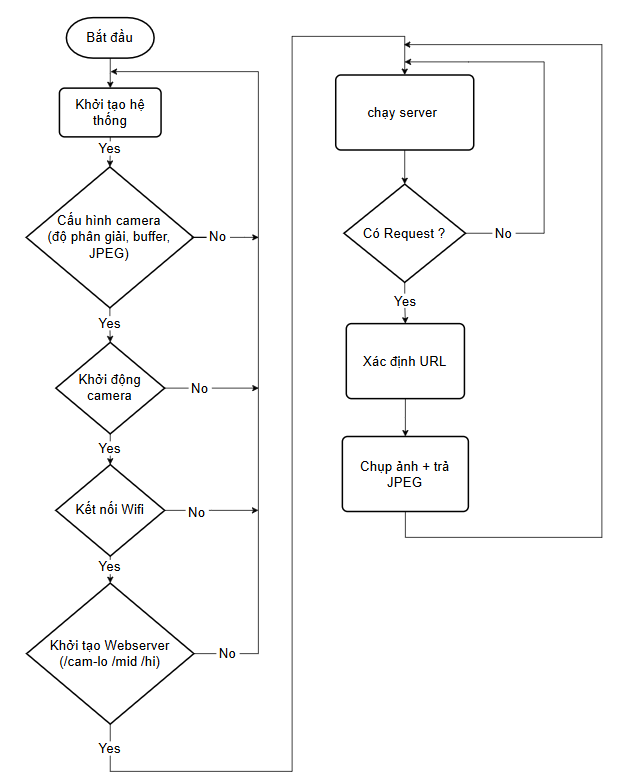 Bắt đầu
Khởi tạo hệ
thống
Yes
Cấu hình camera
(độ phân giải, buffer,
JPEG)
No
Yes
Khởi động
camera
No
Yes
Kết nối Wifi
No
Yes
Khởi tạo Webserver
(/cam-lo /mid /hi)
No
Yes
chạy server
Có Request ?
No
Yes
Xác định URL
Chụp ảnh + trả
JPEG